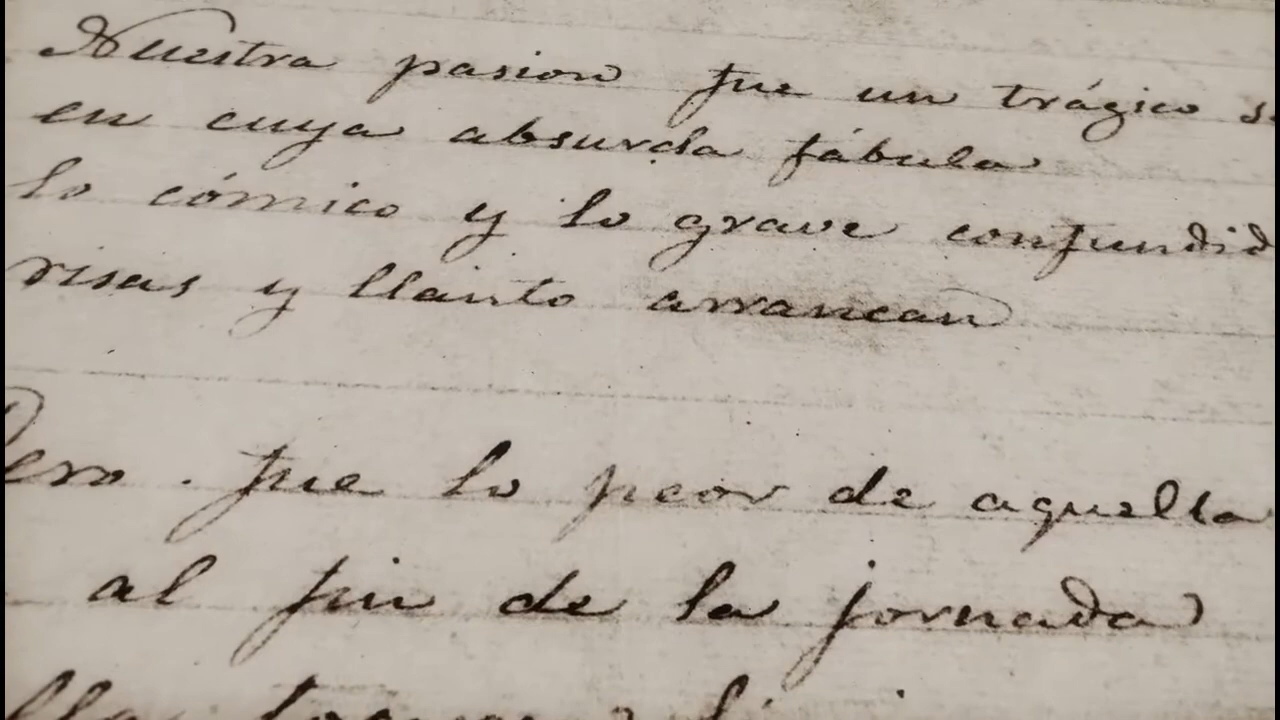 Nuestra pasion fue un trágico
en cuya absurda fábula
lo cómico y lo grave confundid
risas y llanto arrancan
Pero fue lo peor de aquella
al fin de la jornada